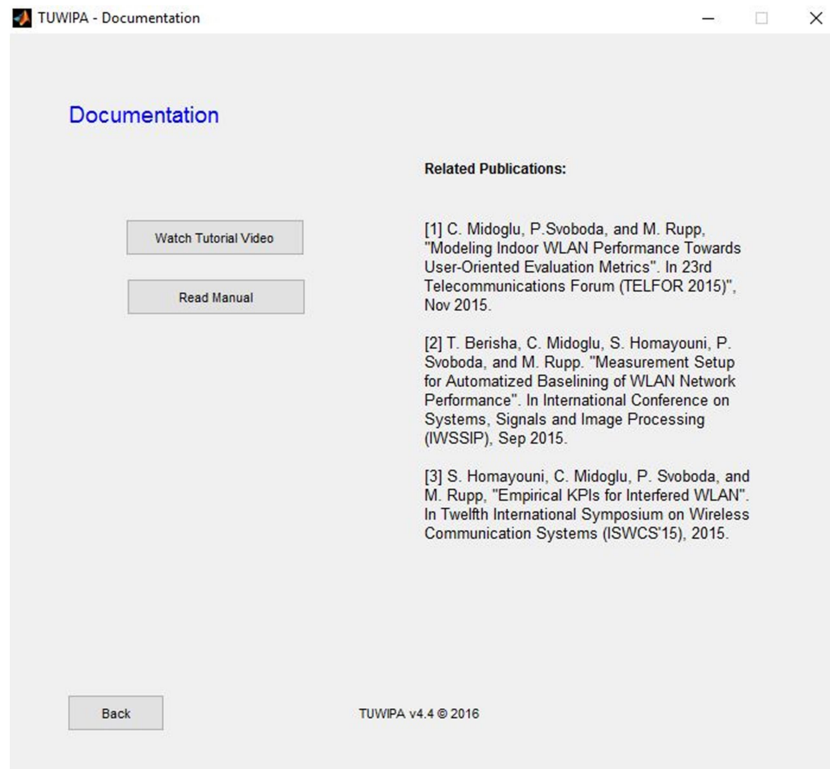 TUWIPA - Documentation
Documentation
Related Publications:
Watch Tutorial Video
Read Manual
[1] C. Midoglu, P.Svoboda, and M. Rupp,
"Modeling Indoor WLAN Performance Towards
User-Oriented Evaluation Metrics". In 23rd
Telecommunications Forum (TELFOR 2015)",
Nov 2015.
[2] T. Berisha, C. Midoglu, S. Homayouni, P.
Svoboda, and M. Rupp. "Measurement Setup
for Automatized Baselining of WLAN Network
Performance". In International Conference on
Systems, Signals and Image Processing
(IWSSIP), Sep 2015.
[3] S. Homayouni, C. Midoglu, P. Svoboda, and
M. Rupp, "Empirical KPIs for Interfered WLAN".
In Twelfth International Symposium on Wireless
Communication Systems (ISWCS'15), 2015.
Back
TUWIPA v4.4 © 2016